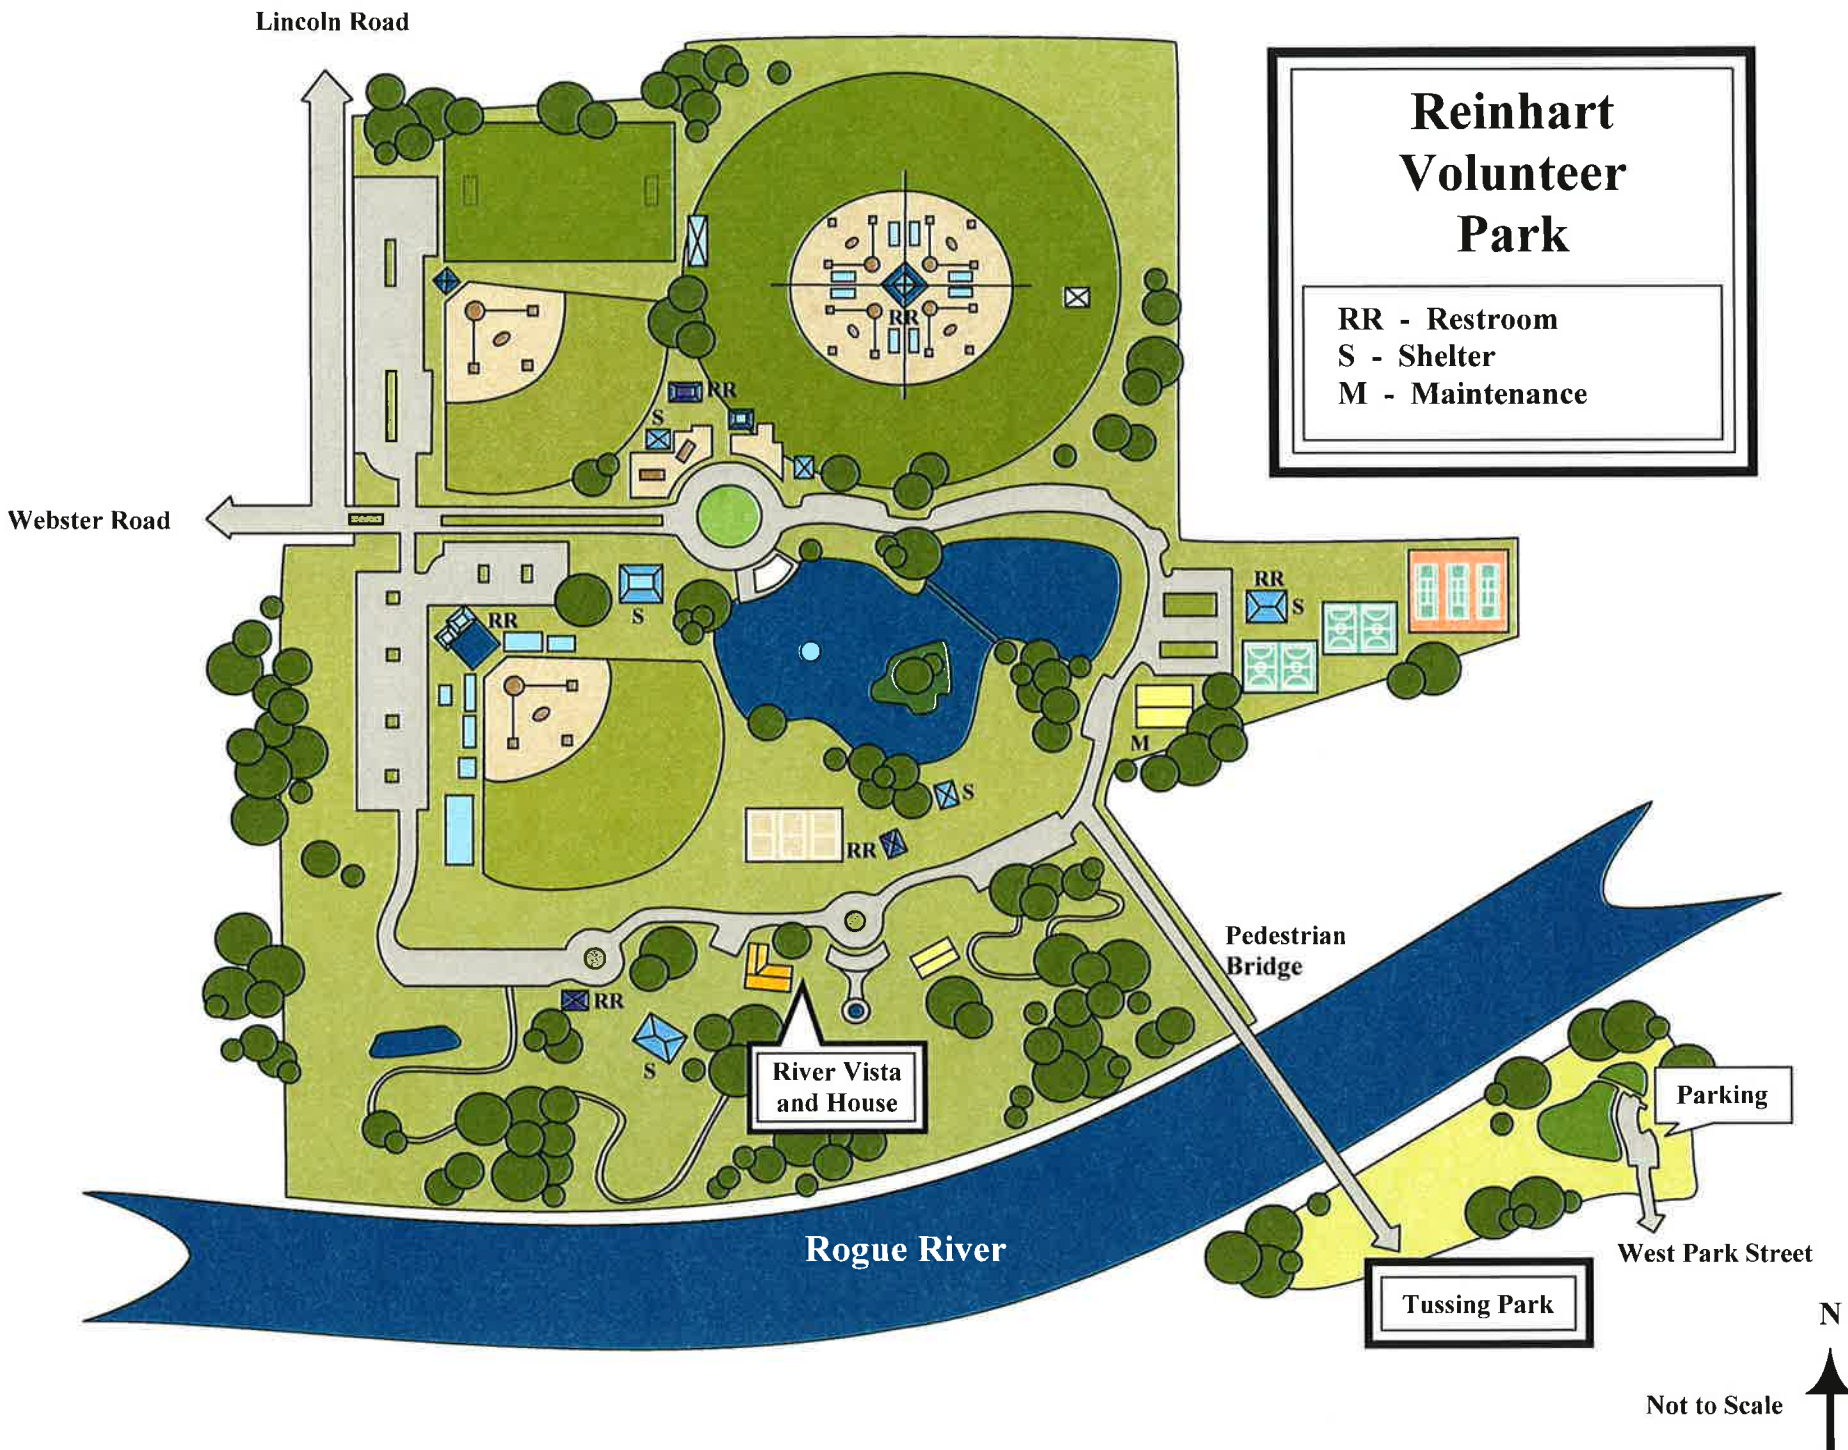 Lincoln Road
Reinhart
Volunteer
Park
RR - Restroom
S - Shelter
M - Maintenance
RR
RR
S
Webster Road
RR
S
RR
S
M
S
RR
Pedestrian
Bridge
RR
S
River Vista
and House
Parking
Rogue River
West Park Street
Tussing Park
N
Not to Scale